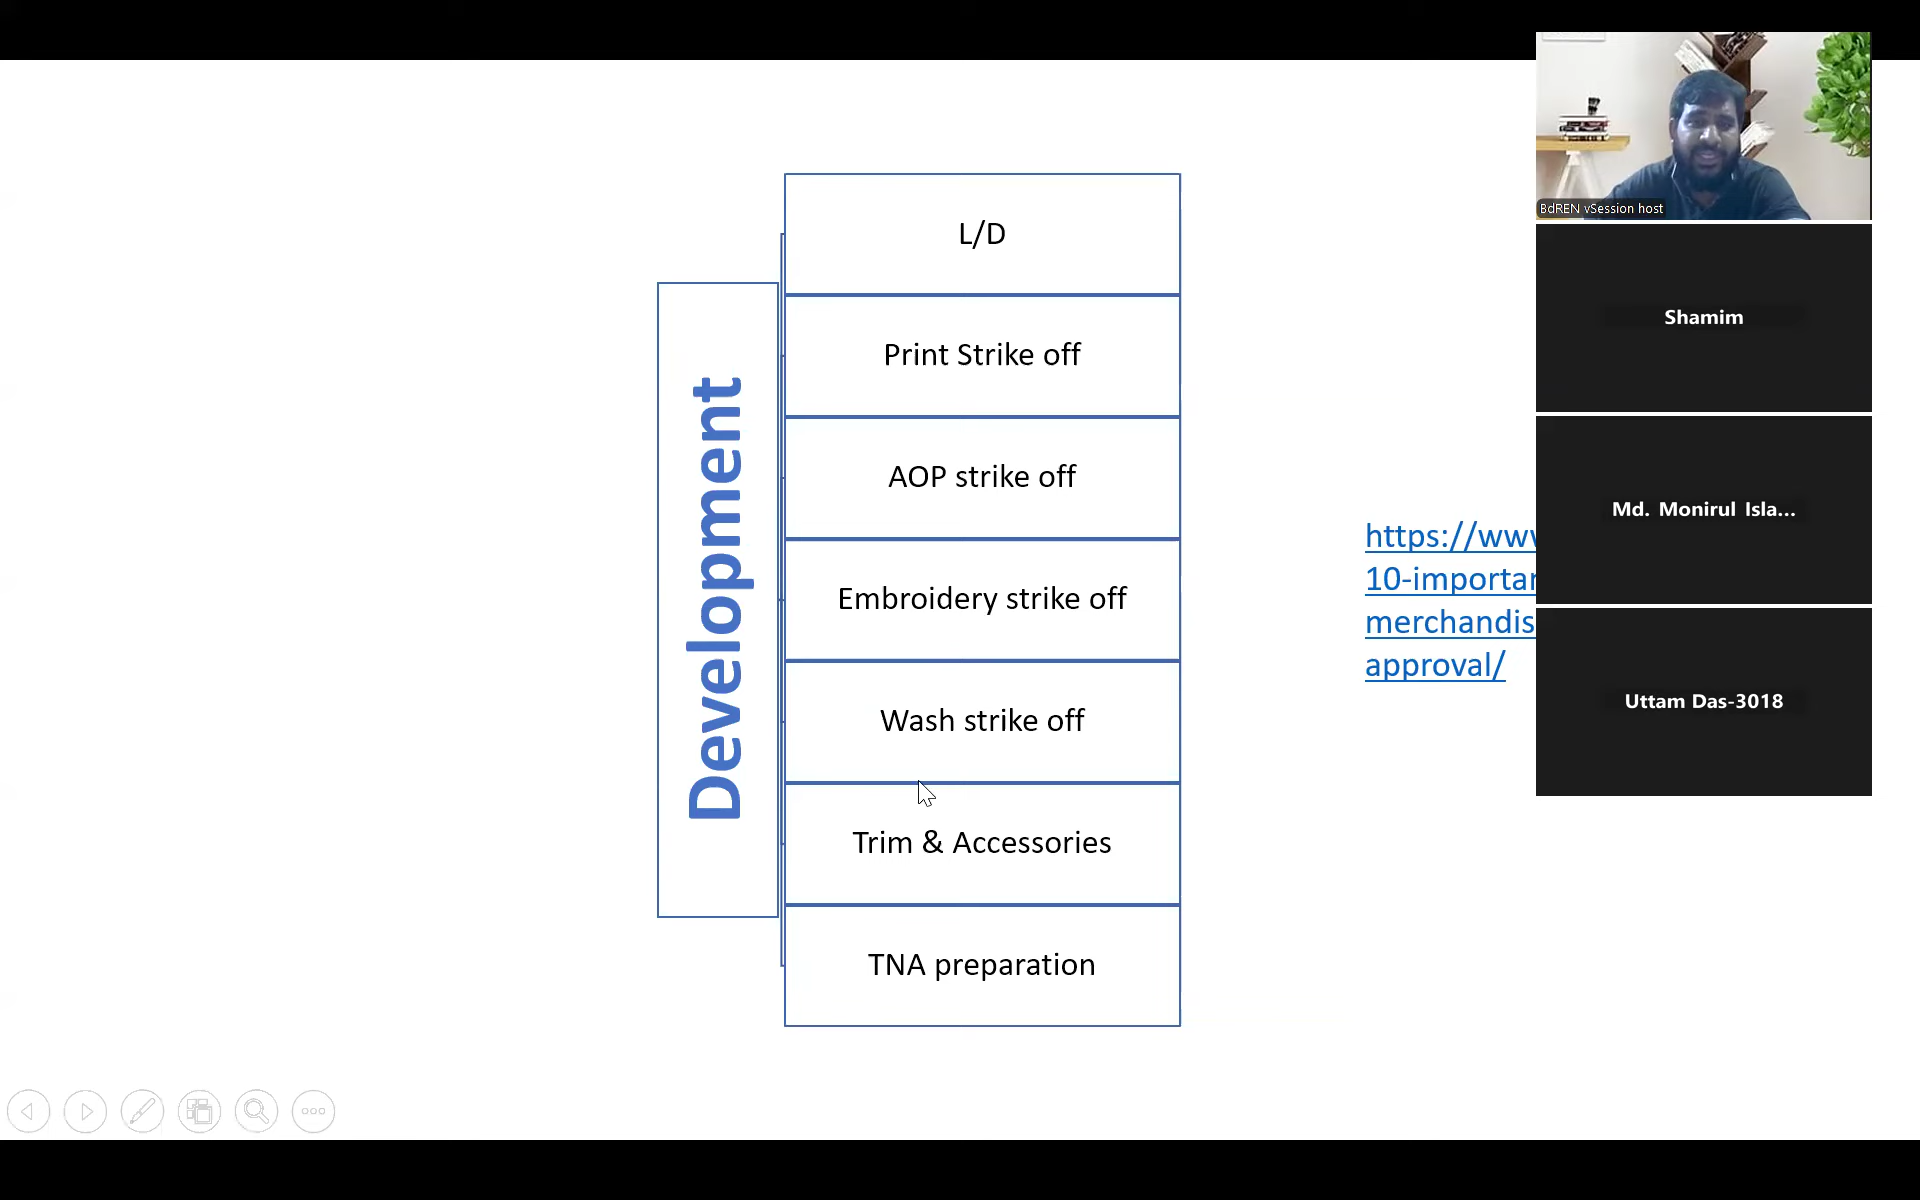 Development
L/D
Print Strike off
AOP strike off
Embroidery strike off
Wash strike off
Trim & Accessories
TNA preparation
https://www
10-importan
merchandis
approval/
BdREN vSession host
Shamim
Md. Monirul Isla...
Uttam Das-3018